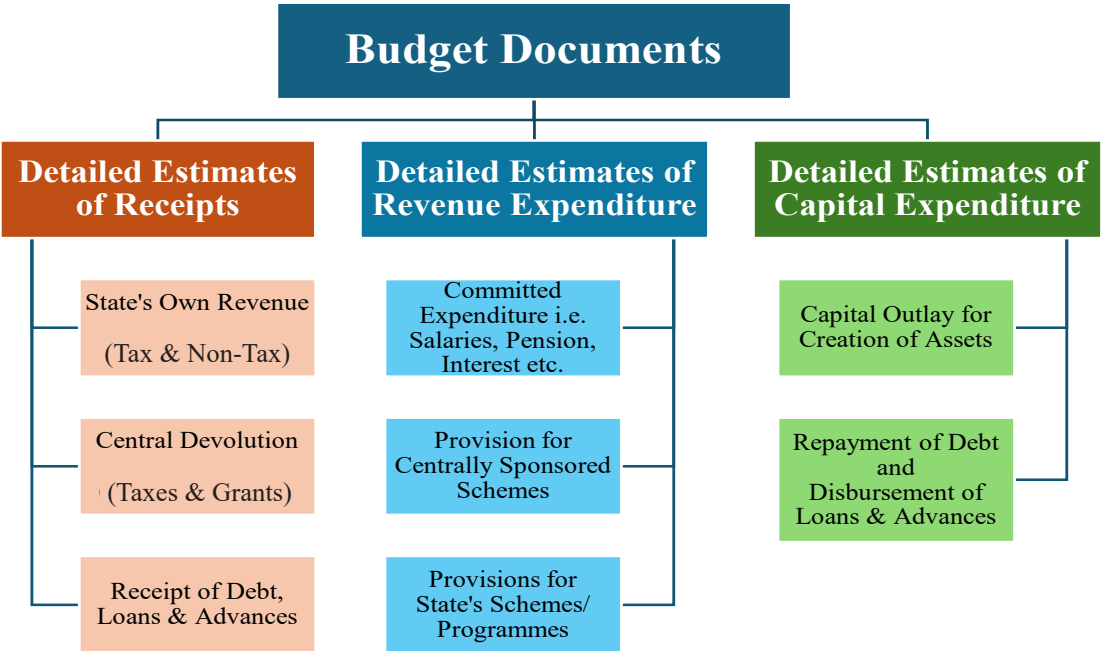 Budget Documents
Detailed Estimates
of Receipts
State's Own Revenue
(Tax & Non-Tax)
Central Devolution
(Taxes & Grants)
Receipt of Debt,
Loans & Advances
Detailed Estimates of
Revenue Expenditure
Committed
Expenditure i.e.
Salaries, Pension,
Interest etc.
Provision for
Centrally Sponsored
Schemes
Provisions for
State's Schemes/
Programmes
Detailed Estimates of
Capital Expenditure
Capital Outlay for
Creation of Assets
Repayment of Debt
and
Disbursement of
Loans & Advances